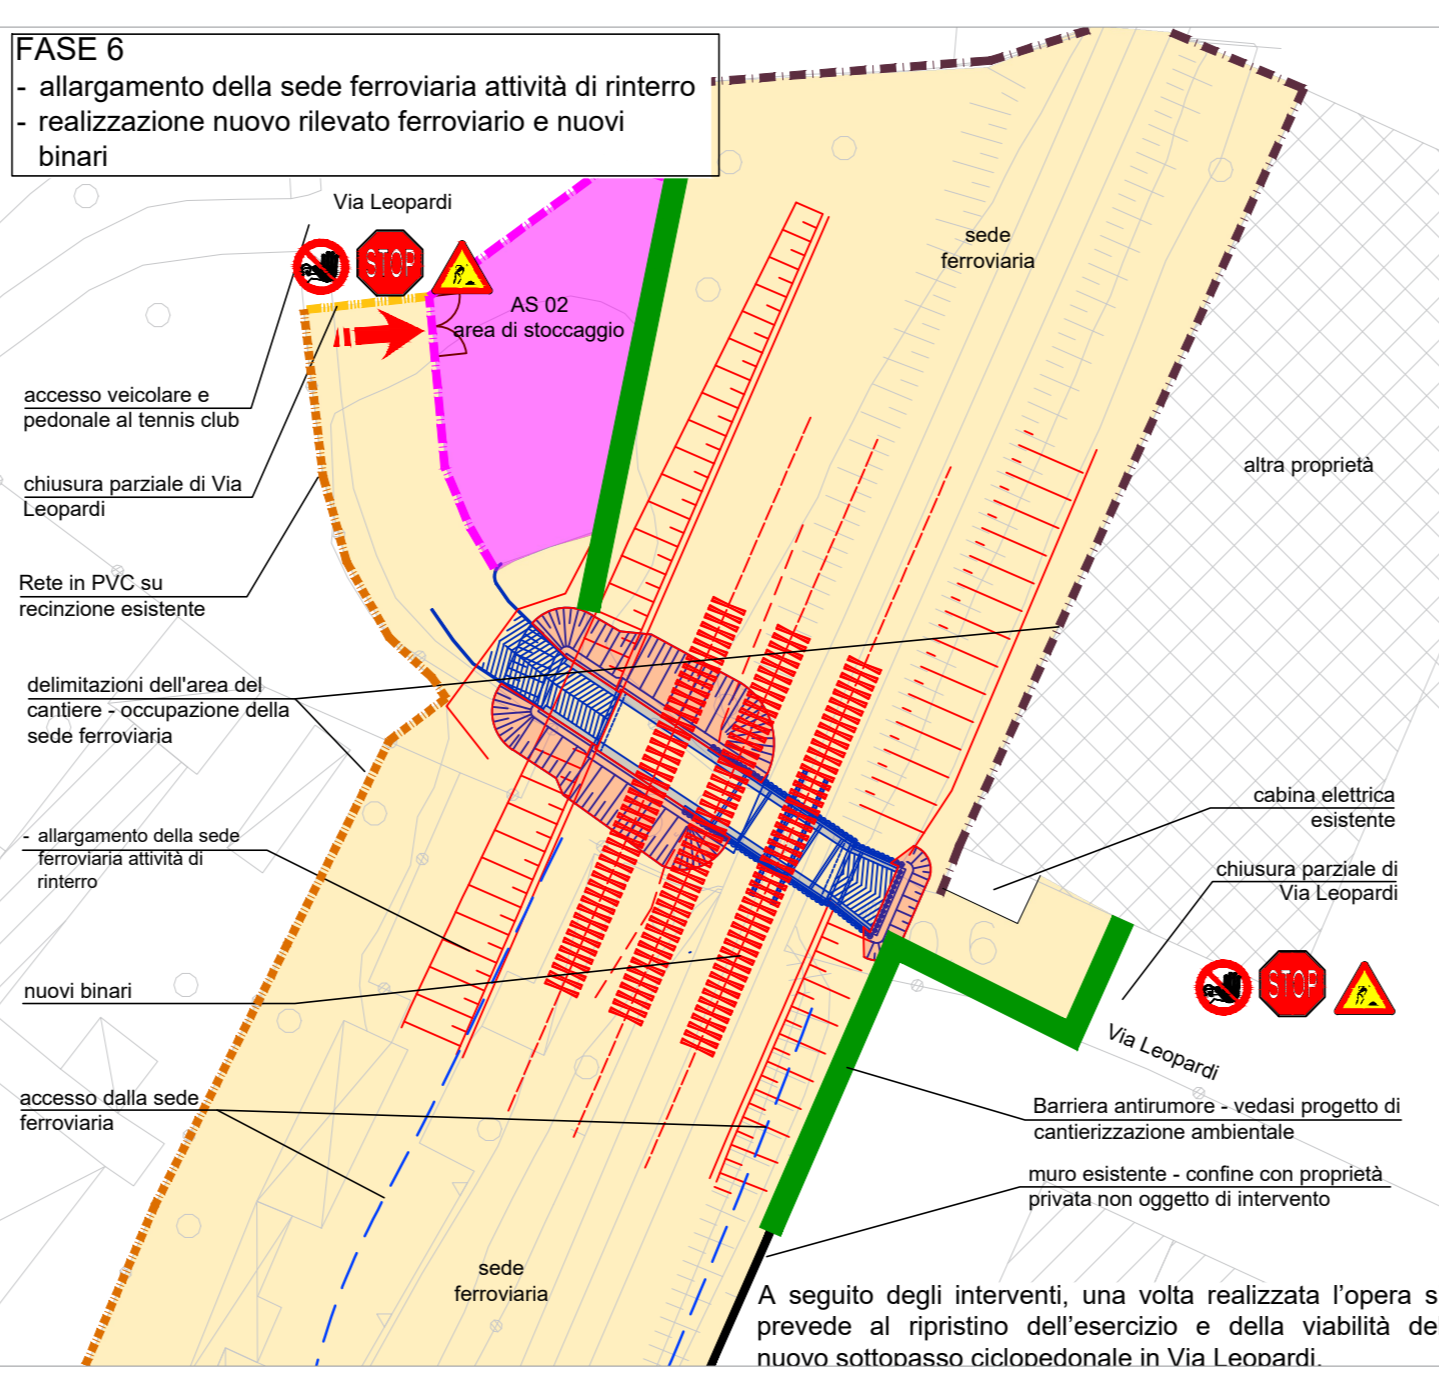 FASE 6
- allargamento della sede ferroviaria attività di rinterro
- realizzazione nuovo rilevato ferroviario e nuovi
binari
Via Leopardi
STOP
AS 02
area di stoccaggio
sede
ferroviaria
accesso veicolare e
pedonale al tennis club
altra proprietà
chiusura parziale di Via
Leopardi
Rete in PVC su
recinzione esistente
delimitazioni dell'area del
cantiere - occupazione della
sede ferroviaria
cabina elettrica
esistente
- allargamento della sede
ferroviaria attività di
rinterro
chiusura parziale di
Via Leopardi
STOP
nuovi binari
Via Leopardi
accesso dalla sede
ferroviaria
Barriera antirumore - vedasi progetto di
cantierizzazione ambientale
muro esistente - confine con proprietà
privata non oggetto di intervento
sede
ferroviaria
A seguito degli interventi, una volta realizzata l'opera s
prevede al ripristino dell'esercizio e della viabilità de
nuovo sottopasso ciclopedonale in Via Leopardi.